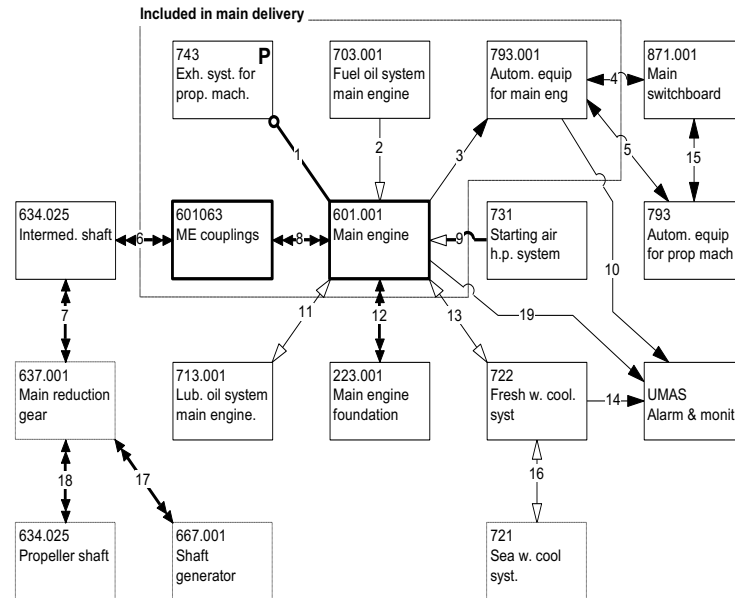 Included in main delivery
743
P
Exh. syst. for
prop. mach.
703.001
Fuel oil system
main engine
793.001
Autom. equip
for main eng
871.001
Main
switchboard
4
1
2
3
5
15
634.025
Intermed. shaft
601063
ME couplings
601.001
Main engine
731
Starting air
h.p. system
793
Autom. equip
for prop mach
6
8
9
10
7
11
12
13
19
637.001
Main reduction
gear
713.001
Lub. oil system
main engine.
223.001
Main engine
foundation
722
Fresh w. cool.
syst
UMAS
Alarm & monit
14
18
17
16
634.025
Propeller shaft
667.001
Shaft
generator
721
Sea w. cool
syst.